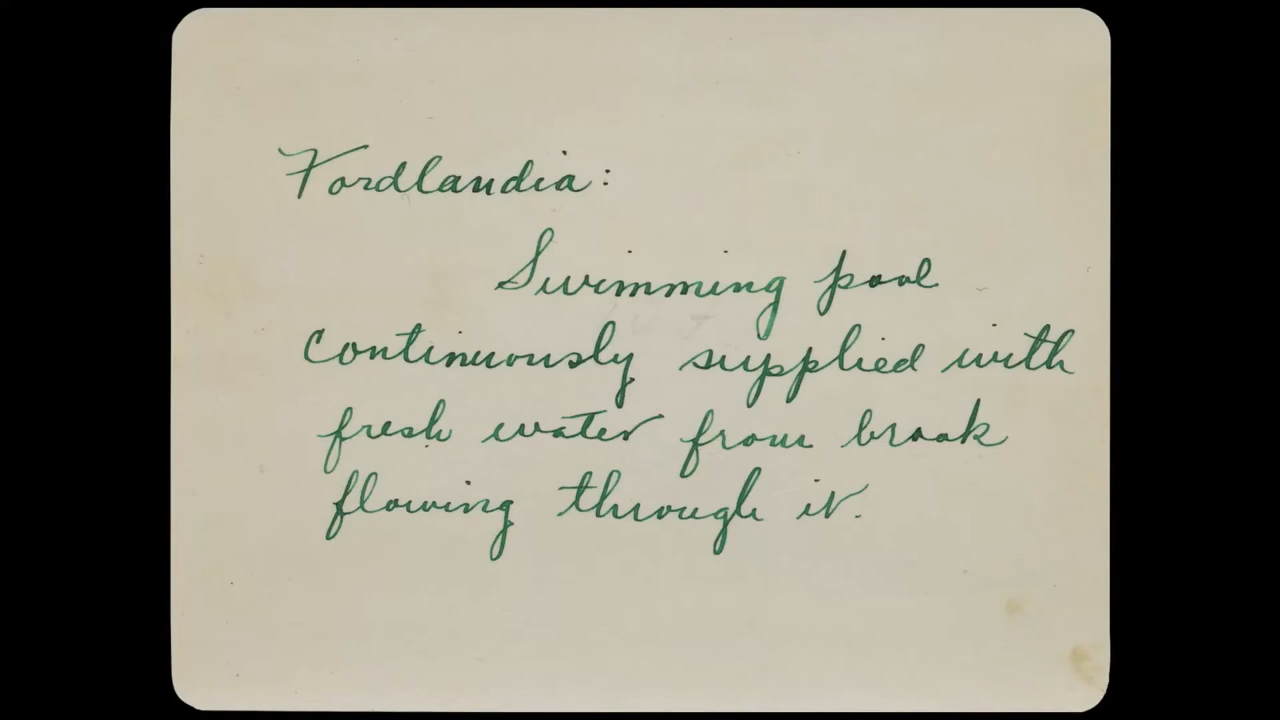 Fordlandia:
Swimming pool
continuously supplied with
fresh water from brook
flowing through it.